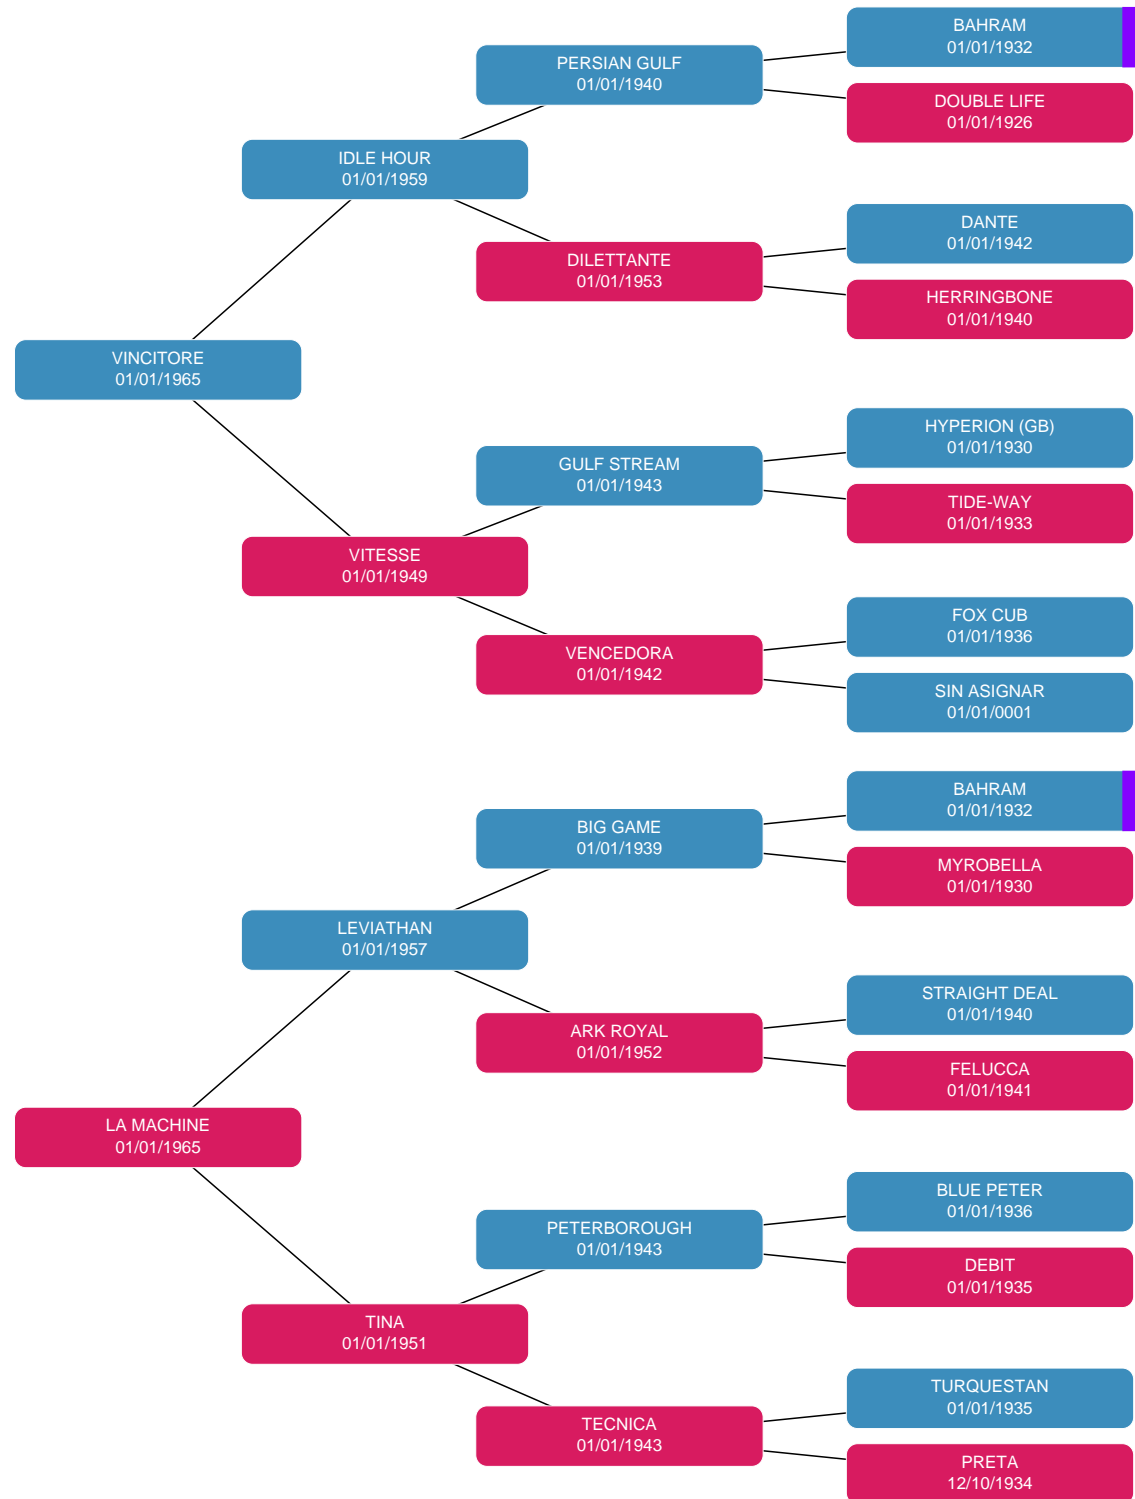 BAHRAM
01/01/1932
PERSIAN GULF
01/01/1940
DOUBLE LIFE
01/01/1926
IDLE HOUR
01/01/1959
DANTE
01/01/1942
DILETTANTE
01/01/1953
HERRINGBONE
01/01/1940
VINCITORE
01/01/1965
HYPERION (GB)
01/01/1930
GULF STREAM
01/01/1943
TIDE-WAY
01/01/1933
VITESSE
01/01/1949
FOX CUB
01/01/1936
VENCEDORA
01/01/1942
SIN ASIGNAR
01/01/0001
BAHRAM
01/01/1932
BIG GAME
01/01/1939
MYROBELLA
01/01/1930
LEVIATHAN
01/01/1957
STRAIGHT DEAL
01/01/1940
ARK ROYAL
01/01/1952
FELUCCA
01/01/1941
LA MACHINE
01/01/1965
BLUE PETER
01/01/1936
PETERBOROUGH
01/01/1943
DEBIT
01/01/1935
TINA
01/01/1951
TURQUESTAN
01/01/1935
TECNICA
01/01/1943
PRETA
12/10/1934